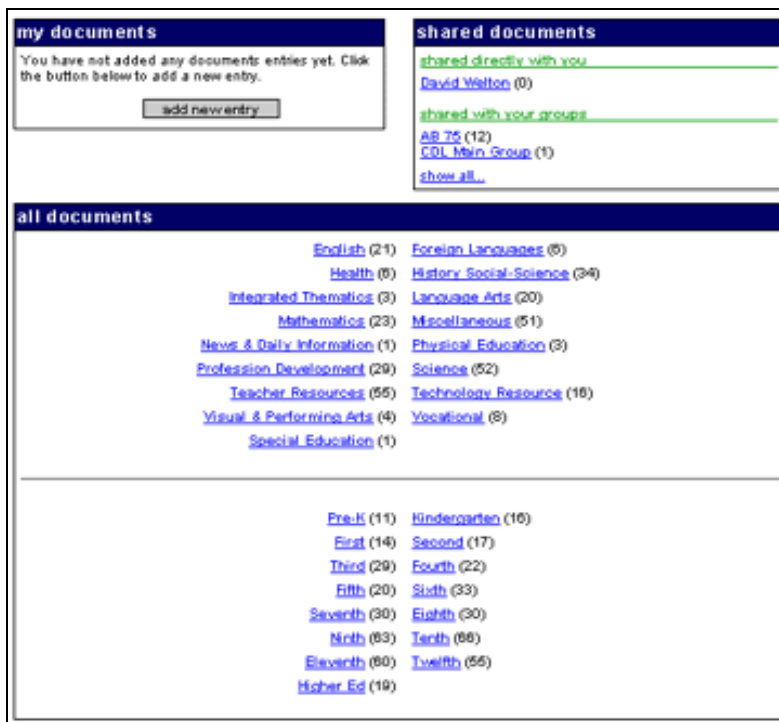 my documents
You have not added any documents entries yet. Click
the button below to add a new entry.
add new entry
shared documents
shared directly with you
David Welton (0)
shared with your groups
AB 75 (12)
CDL Main Group (1)
show all...
all documents
English (21) Foreign Languages (6)
Health (6) History Social-Science (34)
Integrated Thematics (3) Language Arts (20)
Mathematics (23) Miscellaneous (51)
News & Daily Information (1) Physical Education (3)
Profession Development (29) Science (52)
Teacher Resources (55) Technology Resource (16)
Visual & Performing Arts (4) Vocational (8)
Special Education (1)
Pre-K (11) Kindergarten (16)
First (14) Second (17)
Third (29) Fourth (22)
Fifth (20) Sixth (33)
Seventh (30) Eighth (30)
Ninth (63) Tenth (66)
Eleventh (60) Twelfth (55)
Higher Ed (19)